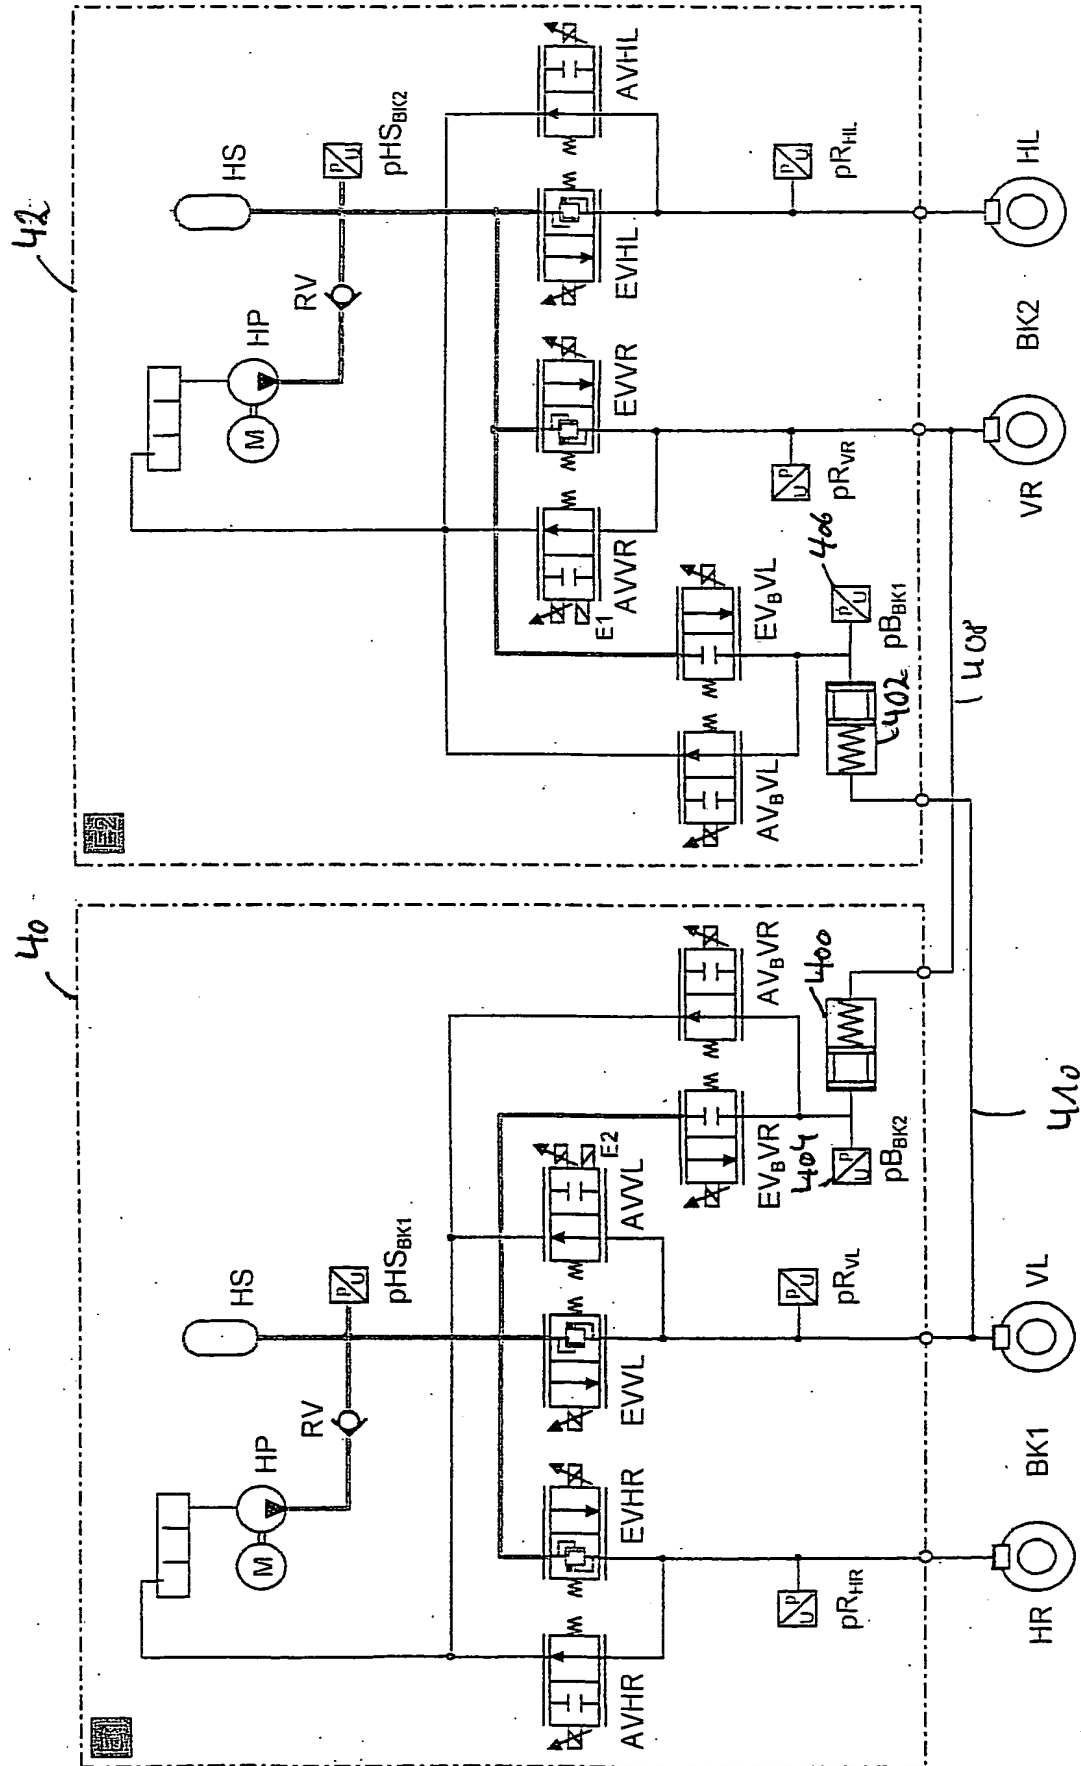 40
HS
HP
M
RV
p/U
pHS_BK1
AVHR
EVHR
EVVL
AVVL
E2
EV_BVR
AV_BVR
400
404
p/U
pB_BK2
p/U
pR_HR
p/U
pR_VL
HR
BK1
VL
410
42
E2
HS
HP
M
RV
p/U
pHS_BK2
AV_BVL
EV_BVL
E1
AVVR
EVVR
EVHL
AVHL
406
402
p/U
pB_BK1
p/U
pR_VR
p/U
pR_HL
408
VR
BK2
HL